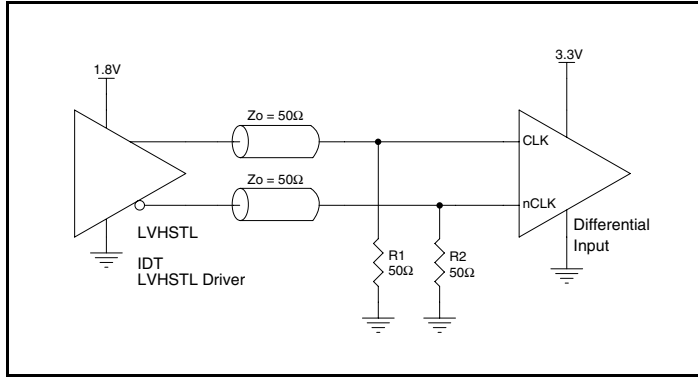 1.8V
3.3V
Zo = 50Ω
CLK
Zo = 50Ω
nCLK
LVHSTL
IDT
LVHSTL Driver
R1
50Ω
R2
50Ω
Differential
Input